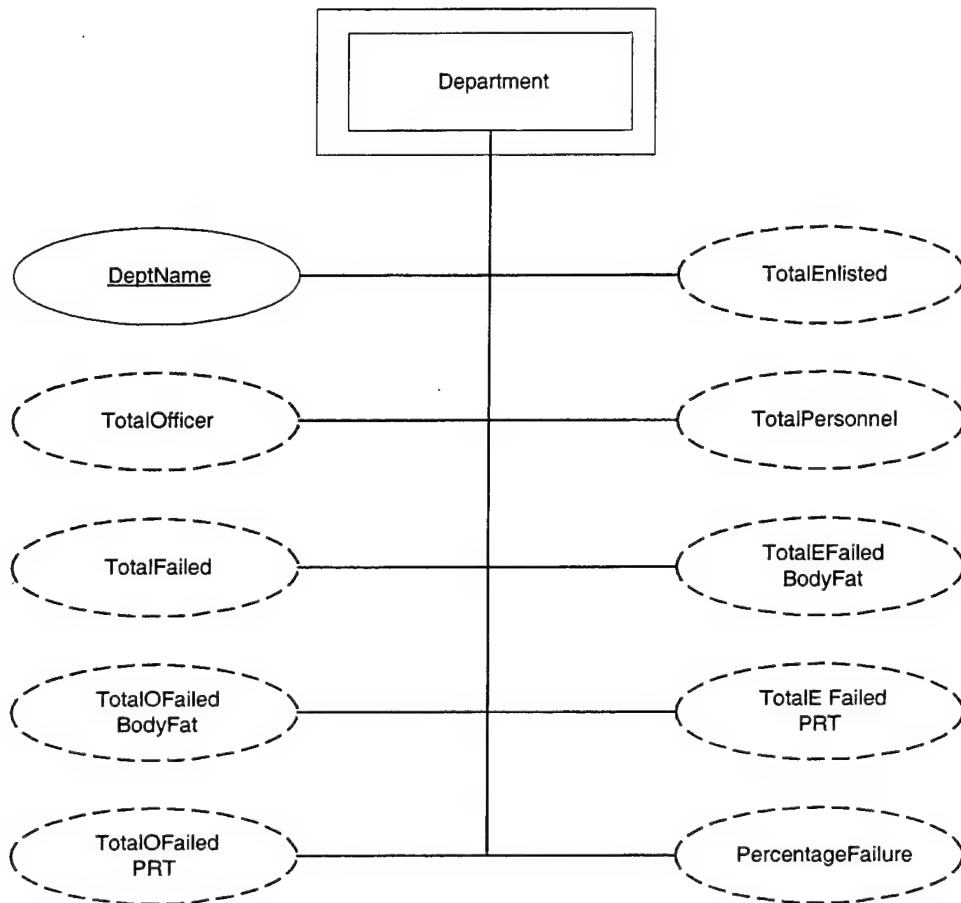 Department
DeptName
TotalEnlisted
TotalOfficer
TotalPersonnel
TotalFailed
TotalEFailed
BodyFat
TotalOFailed
BodyFat
TotalE Failed
PRT
TotalOFailed
PRT
PercentageFailure